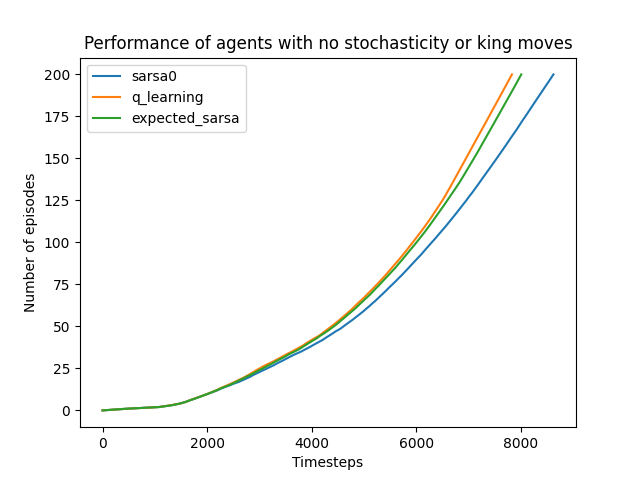 Performance of agents with no stochasticity or king moves
sarsa0
q_learning
expected_sarsa
Number of episodes
200
175
150
125
100
75
50
25
0
0 2000 4000 6000 8000
Timesteps